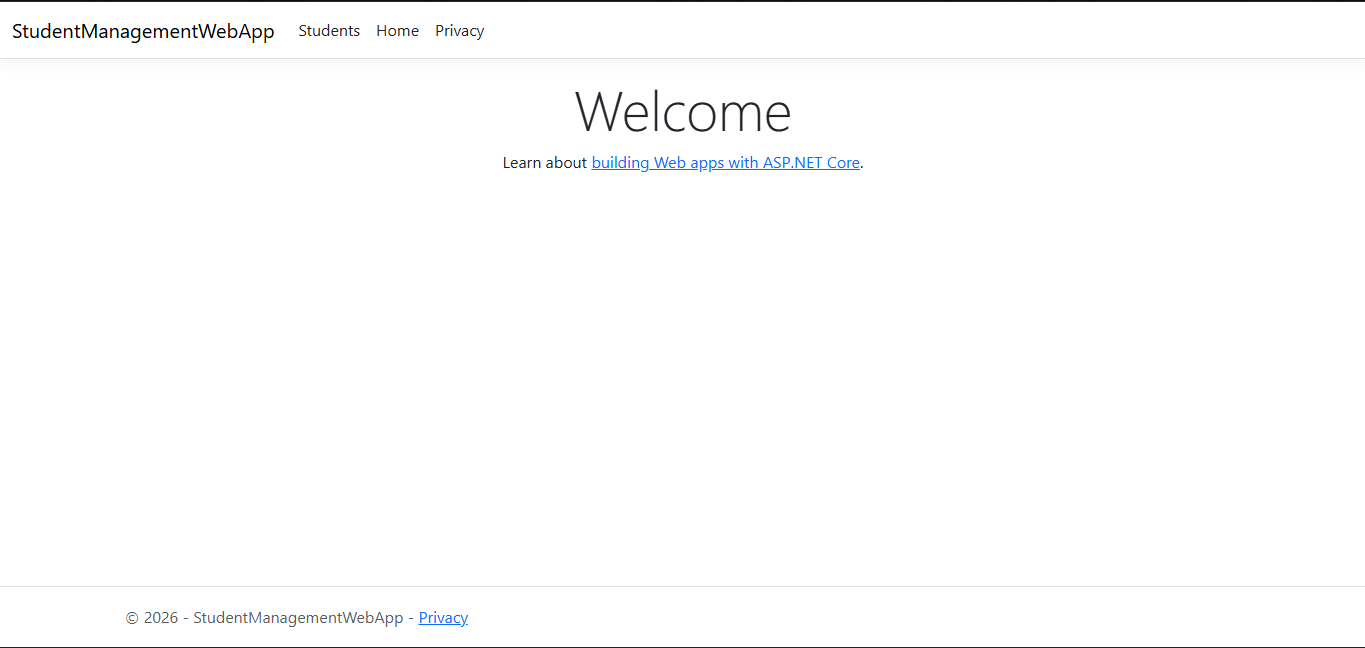 StudentManagementWebApp Students Home Privacy
Welcome
Learn about building Web apps with ASP.NET Core.
© 2026 - StudentManagementWebApp - Privacy